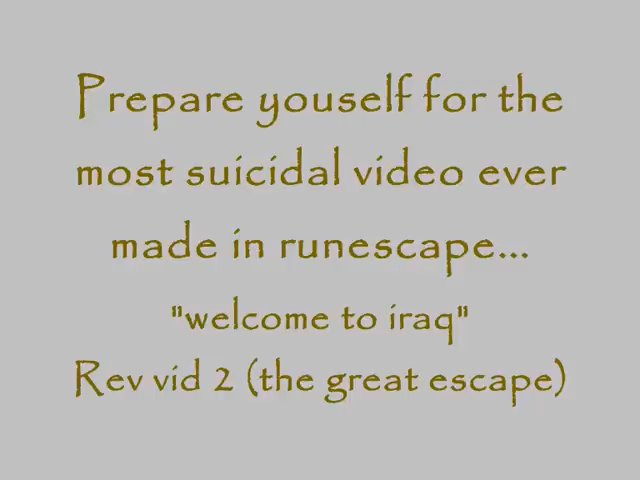 Prepare youself for the
most suicidal video ever
made in runescape...
"welcome to iraq"
Rev vid 2 (the great escape)